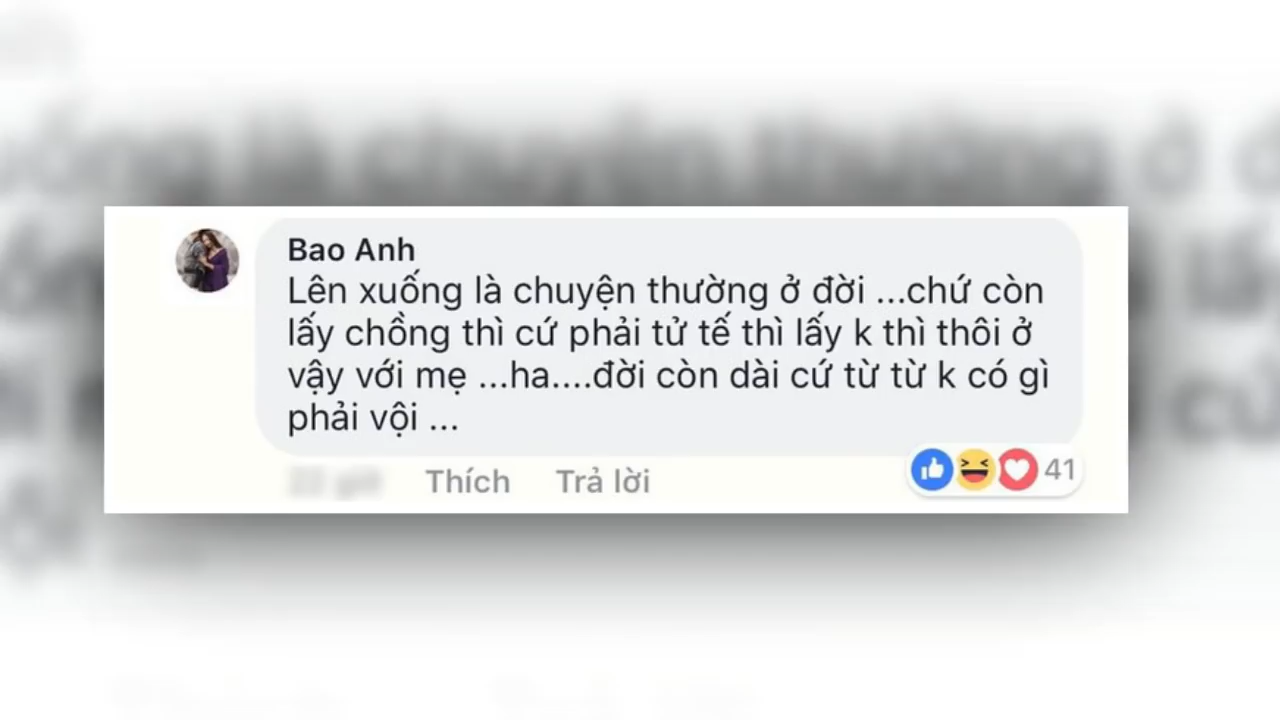 Bao Anh
Lên xuống là chuyện thường ở đời ...chứ còn
lấy chồng thì cứ phải tử tế thì lấy k thì thôi ở
vậy với mẹ ...ha....đời còn dài cứ từ từ k có gì
phải vội ...
Thích Trả lời 41